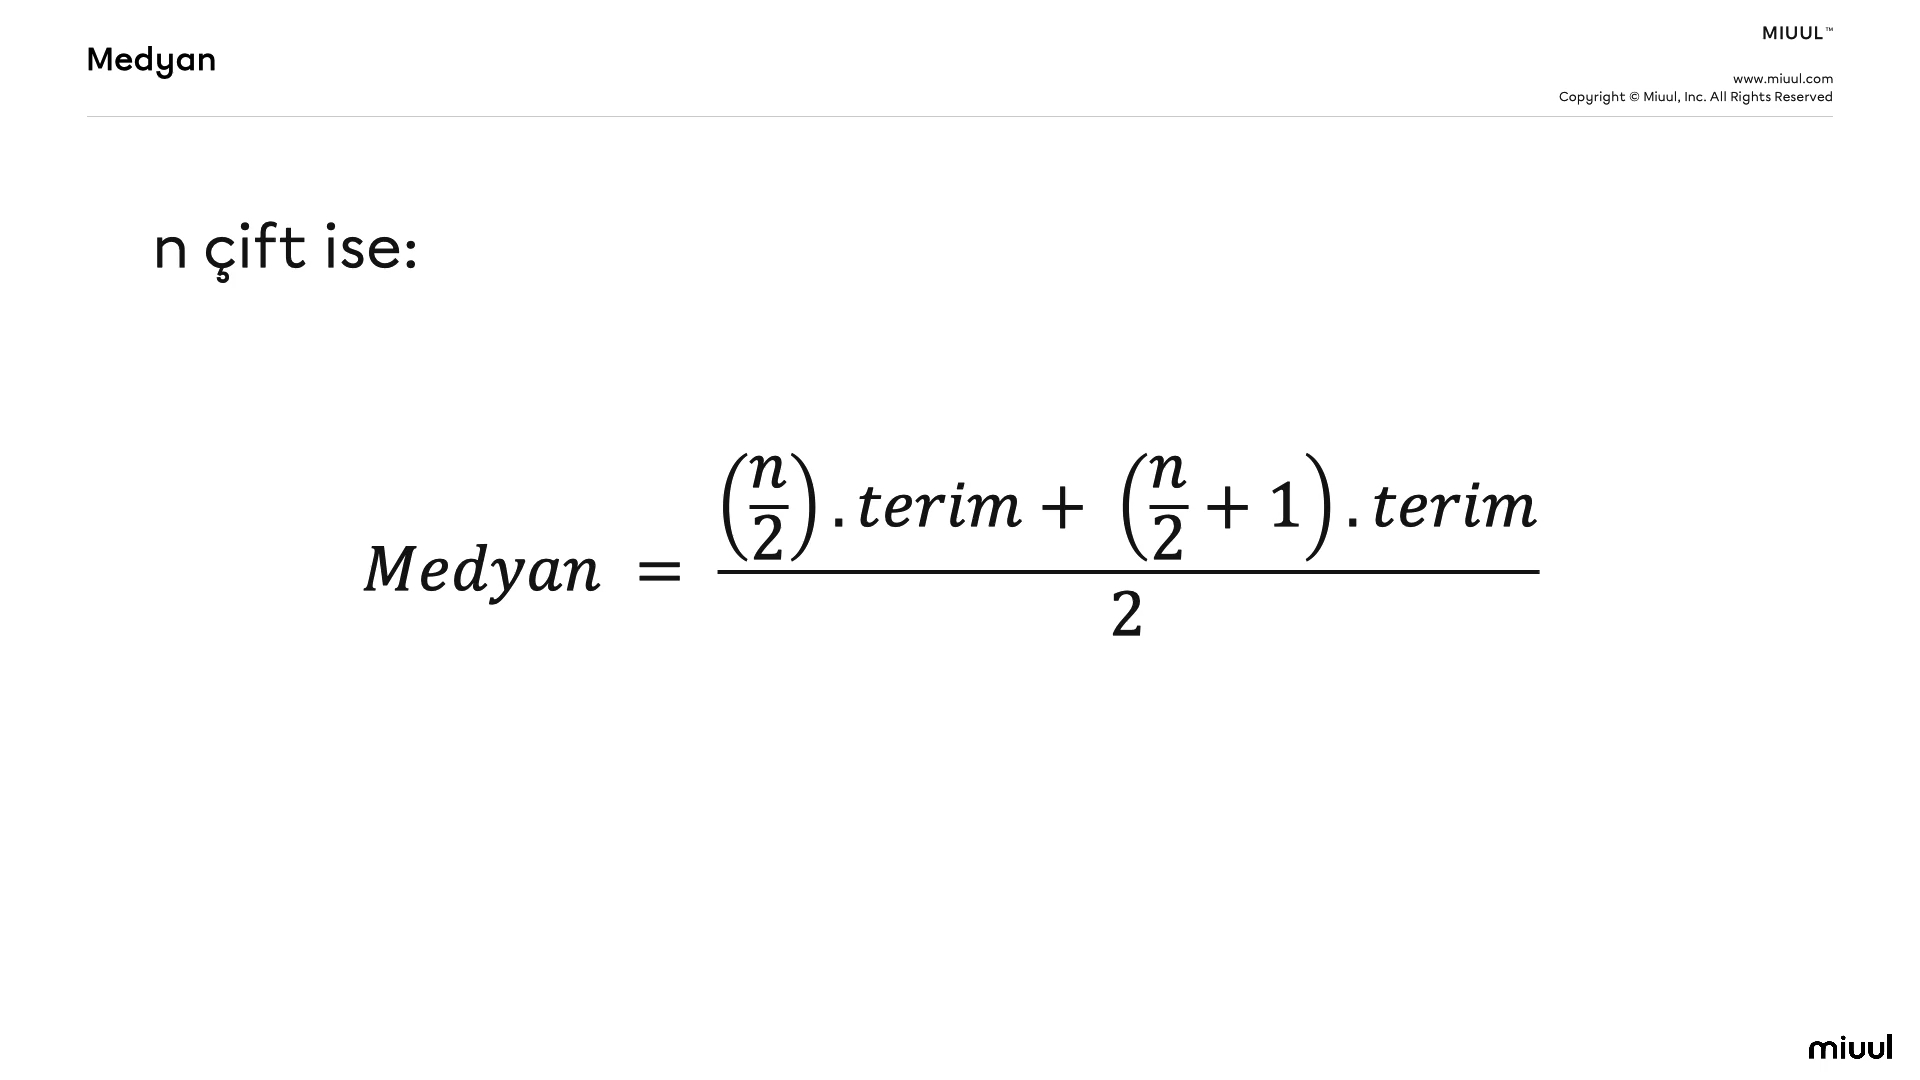 Medyan
MIUUL™
www.miuul.com
Copyright © Miuul, Inc. All Rights Reserved
n çift ise:
Medyan = ((n/2). terim + (n/2 + 1). terim) / 2
miuul